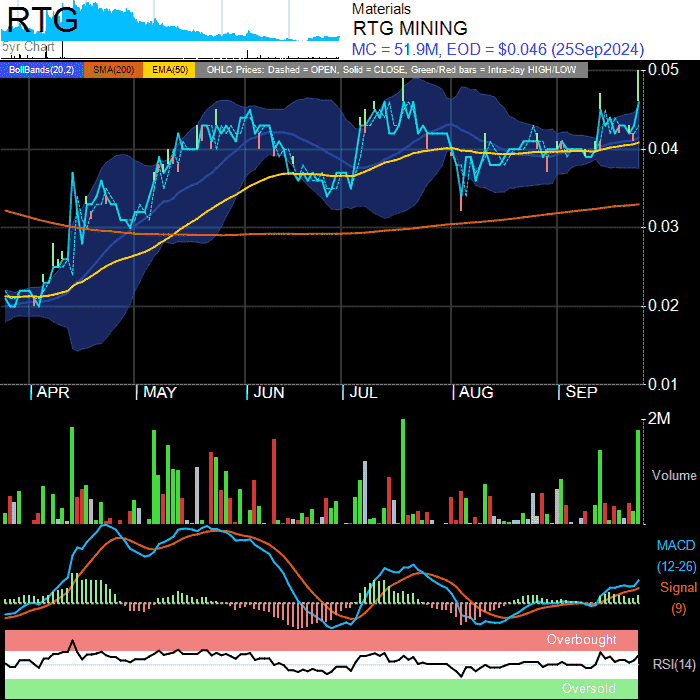 RTG
5yr Chart
Materials
RTG MINING
MC = 51.9M, EOD = $0.046 (25Sep2024)
BollBands(20,2) SMA(200) EMA(50) OHLC Prices: Dashed = OPEN, Solid = CLOSE, Green/Red bars = Intra-day HIGH/LOW
0.05
0.04
0.03
0.02
0.01
APR MAY JUN JUL AUG SEP
2M
Volume
MACD
(12-26)
Signal
(9)
Overbought
RSI(14)
Oversold